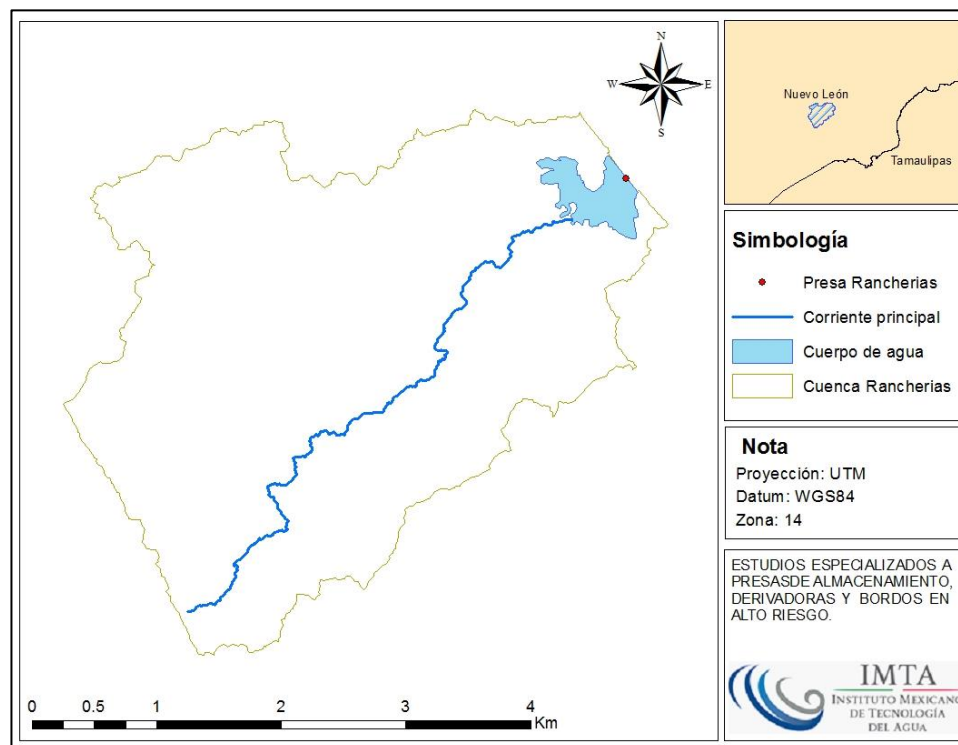 N
W E
S
Nuevo León
Tamaulipas
Simbología
Presa Rancherias
Corriente principal
Cuerpo de agua
Cuenca Rancherias
Nota
Proyección: UTM
Datum: WGS84
Zona: 14
ESTUDIOS ESPECIALIZADOS A
PRESASDE ALMACENAMIENTO,
DERIVADORAS Y BORDOS EN
ALTO RIESGO.
IMTA
INSTITUTO MEXICANO
DE TECNOLOGÍA
DEL AGUA
0 0.5 1 2 3 4
Km